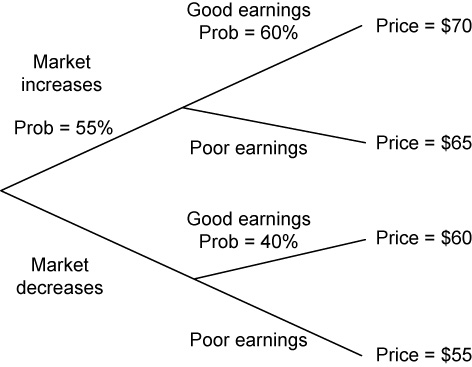 Good earnings
Prob = 60%
Price = $70
Market
increases
Prob = 55%
Poor earnings
Price = $65
Good earnings
Prob = 40%
Price = $60
Market
decreases
Poor earnings
Price = $55